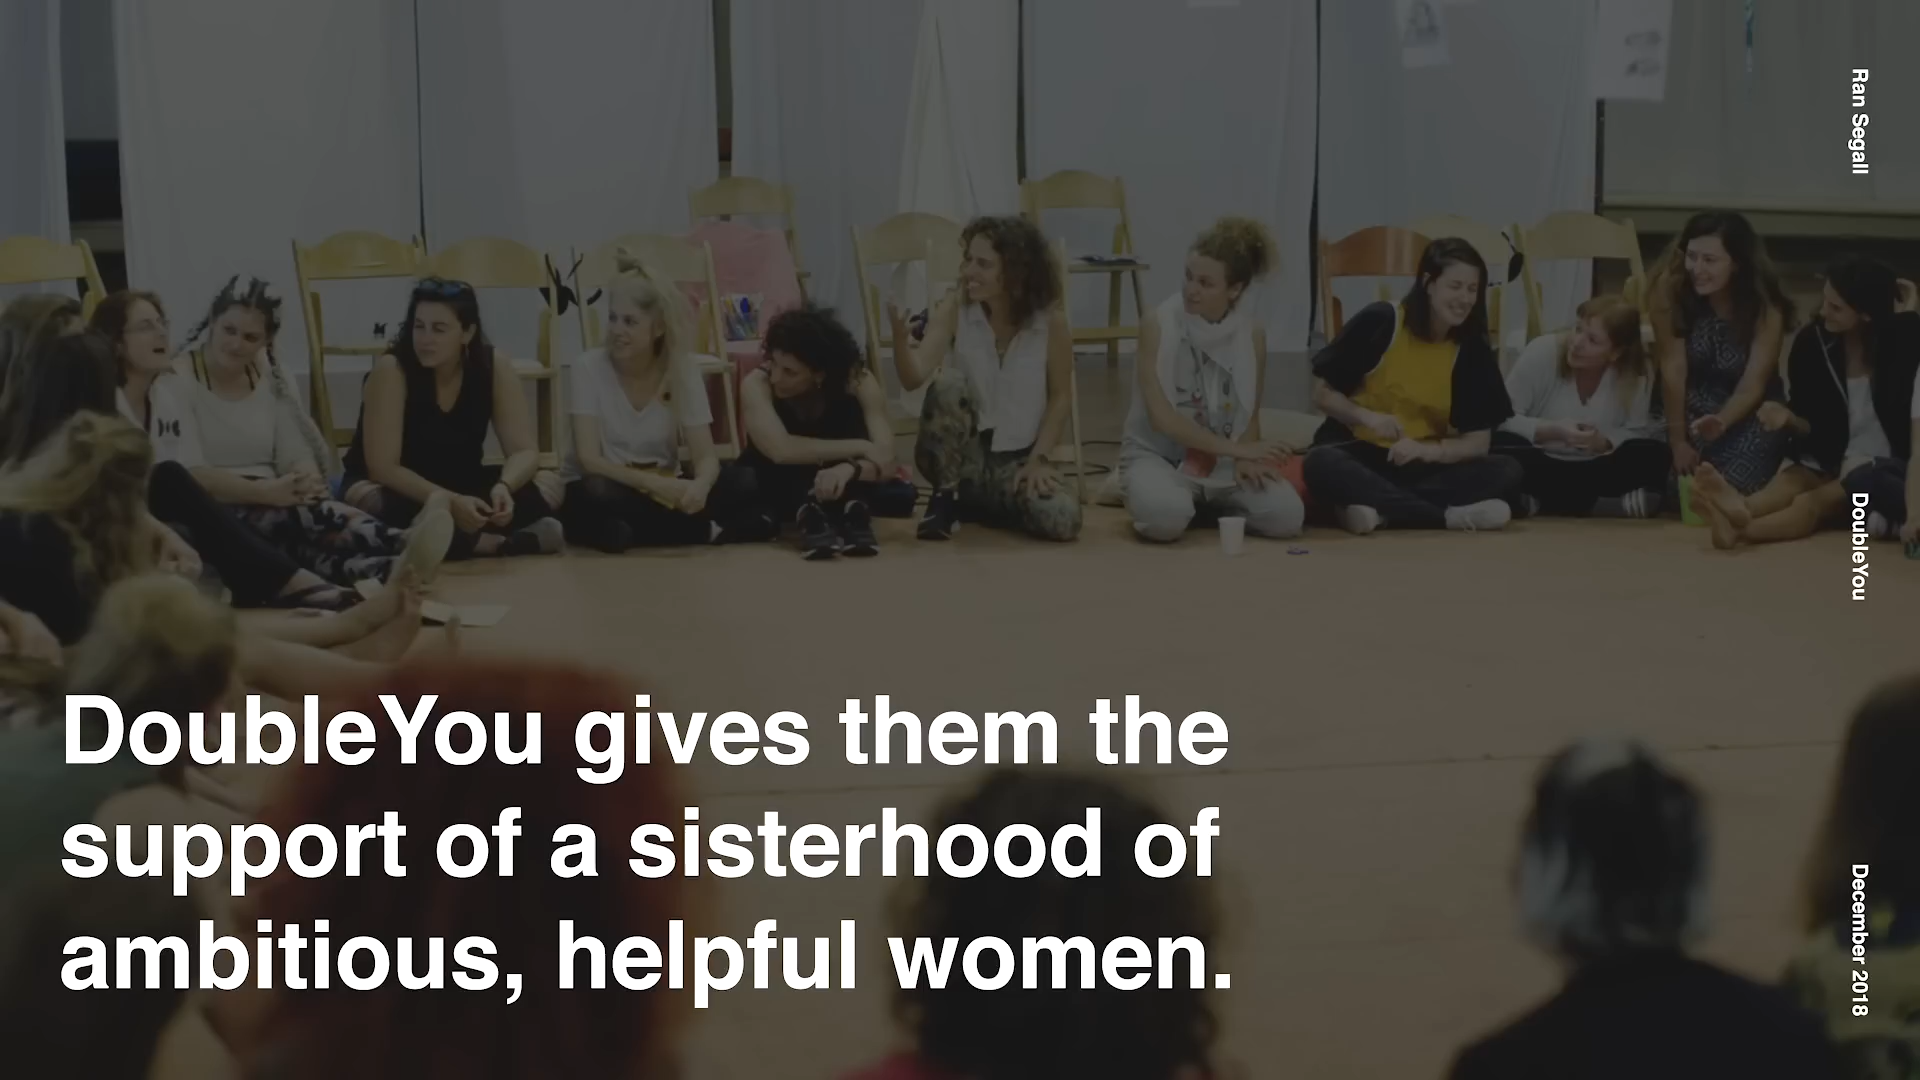 DoubleYou gives them the
support of a sisterhood of
ambitious, helpful women.
Ran Segall
DoubleYou
December 2018